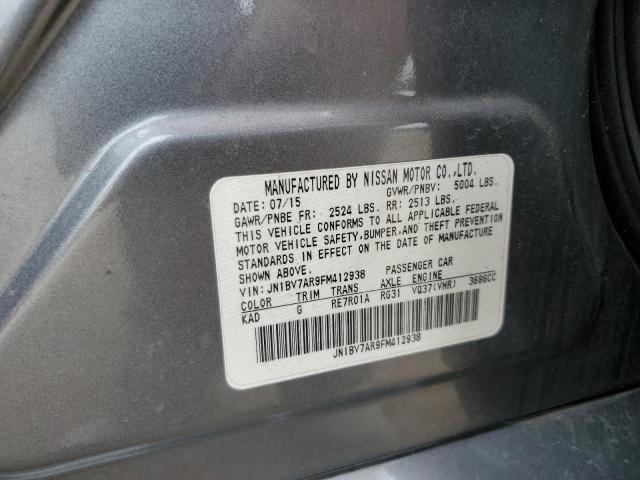 MANUFACTURED BY NISSAN MOTOR CO.,LTD.
DATE: 07/15 GVWR/PNBV: 5004 LBS.
GAWR/PNBE FR: 2524 LBS. RR: 2513 LBS.
THIS VEHICLE CONFORMS TO ALL APPLICABLE FEDERAL
MOTOR VEHICLE SAFETY,BUMPER,AND THEFT PREVENTION
STANDARDS IN EFFECT ON THE DATE OF MANUFACTURE
SHOWN ABOVE.
VIN: JN1BV7AR9FM412938 PASSENGER CAR
COLOR TRIM TRANS AXLE ENGINE
KAD G RE7R01A RG31 VQ37(VHR) 3696CC
JN1BV7AR9FM412938